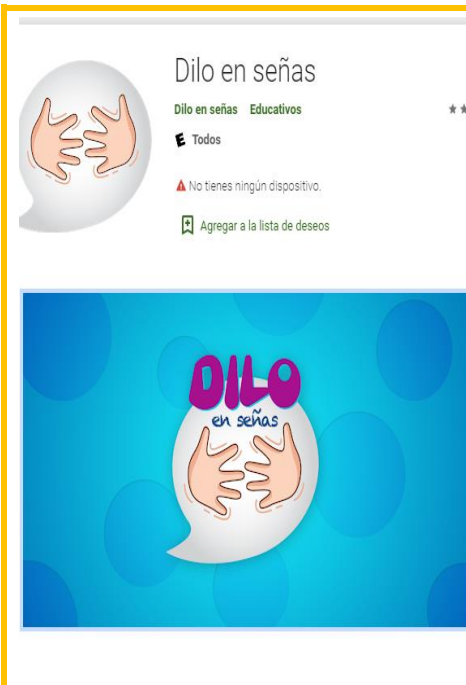 Dilo en señas
Dilo en señas Educativos
E Todos
No tienes ningún dispositivo.
Agregar a la lista de deseos
DILO
en señas